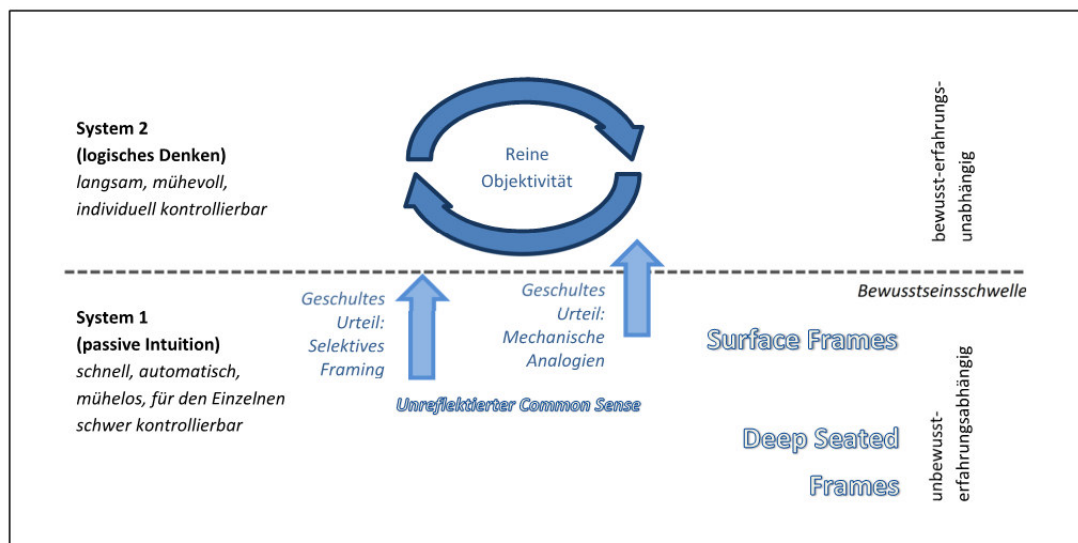 System 2
(logisches Denken)
langsam, mühevoll,
individuell kontrollierbar
Reine
Objektivität
bewusst-erfahrungs-
unabhängig
Bewusstseinsschwelle
System 1
(passive Intuition)
schnell, automatisch,
mühelos, für den Einzelnen
schwer kontrollierbar
Geschultes
Urteil:
Selektives
Framing
Geschultes
Urteil:
Mechanische
Analogien
Unreflektierter Common Sense
Surface Frames
Deep Seated
Frames
unbewusst-
erfahrungsabhängig